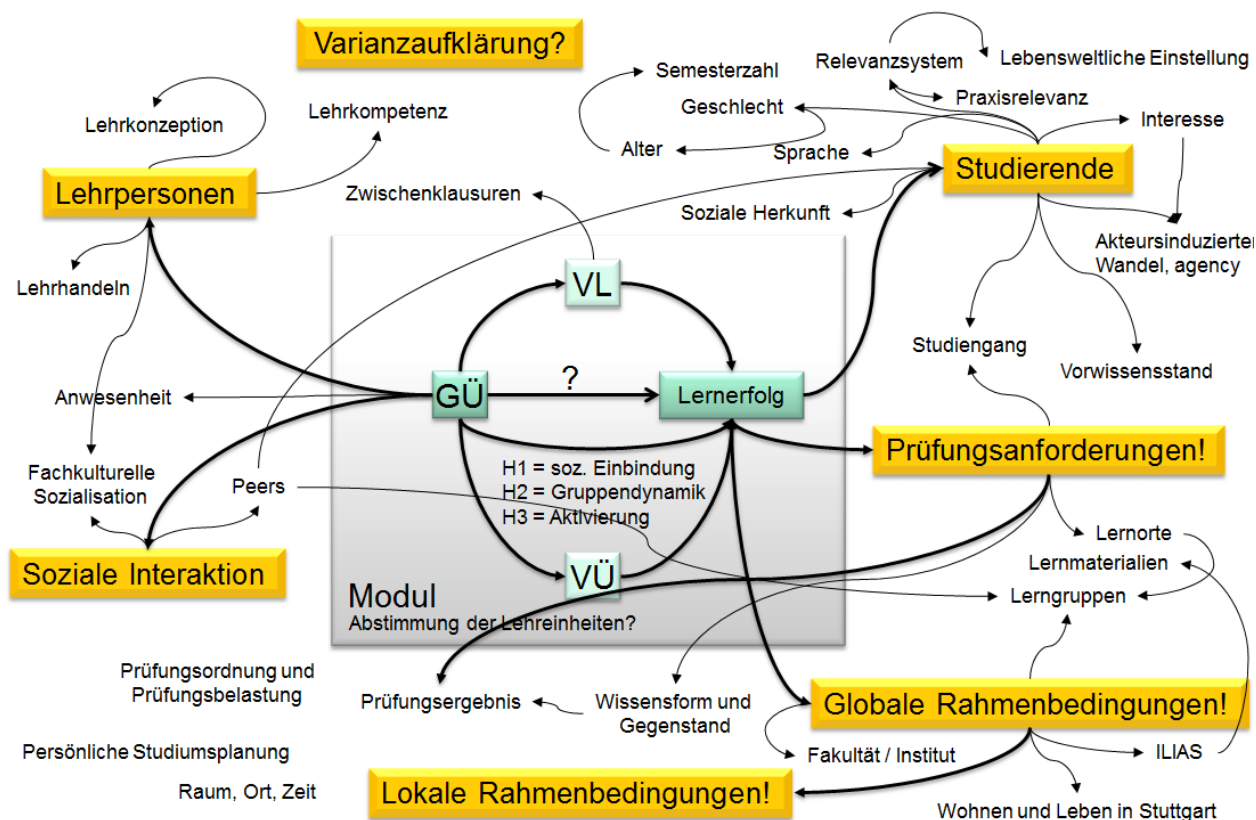 Varianzaufklärung?
Semesterzahl
Relevanzsystem
Lebensweltliche Einstellung
Lehrkonzeption
Lehrkompetenz
Geschlecht
Praxisrelevanz
Interesse
Alter
Sprache
Lehrpersonen
Zwischenklausuren
Studierende
Soziale Herkunft
Akteursinduzierter
Wandel, agency
Lehrhandeln
VL
Studiengang
Vorwissensstand
Anwesenheit
GÜ
?
Lernerfolg
Prüfungsanforderungen!
Fachkulturelle
Sozialisation
Peers
H1 = soz. Einbindung
H2 = Gruppendynamik
H3 = Aktivierung
Lernorte
Lernmaterialien
Soziale Interaktion
VÜ
Lerngruppen
Modul
Abstimmung der Lehreinheiten?
Prüfungsordnung und
Prüfungsbelastung
Prüfungsergebnis
Wissensform und
Gegenstand
Globale Rahmenbedingungen!
Persönliche Studiumsplanung
Fakultät / Institut
ILIAS
Raum, Ort, Zeit
Lokale Rahmenbedingungen!
Wohnen und Leben in Stuttgart